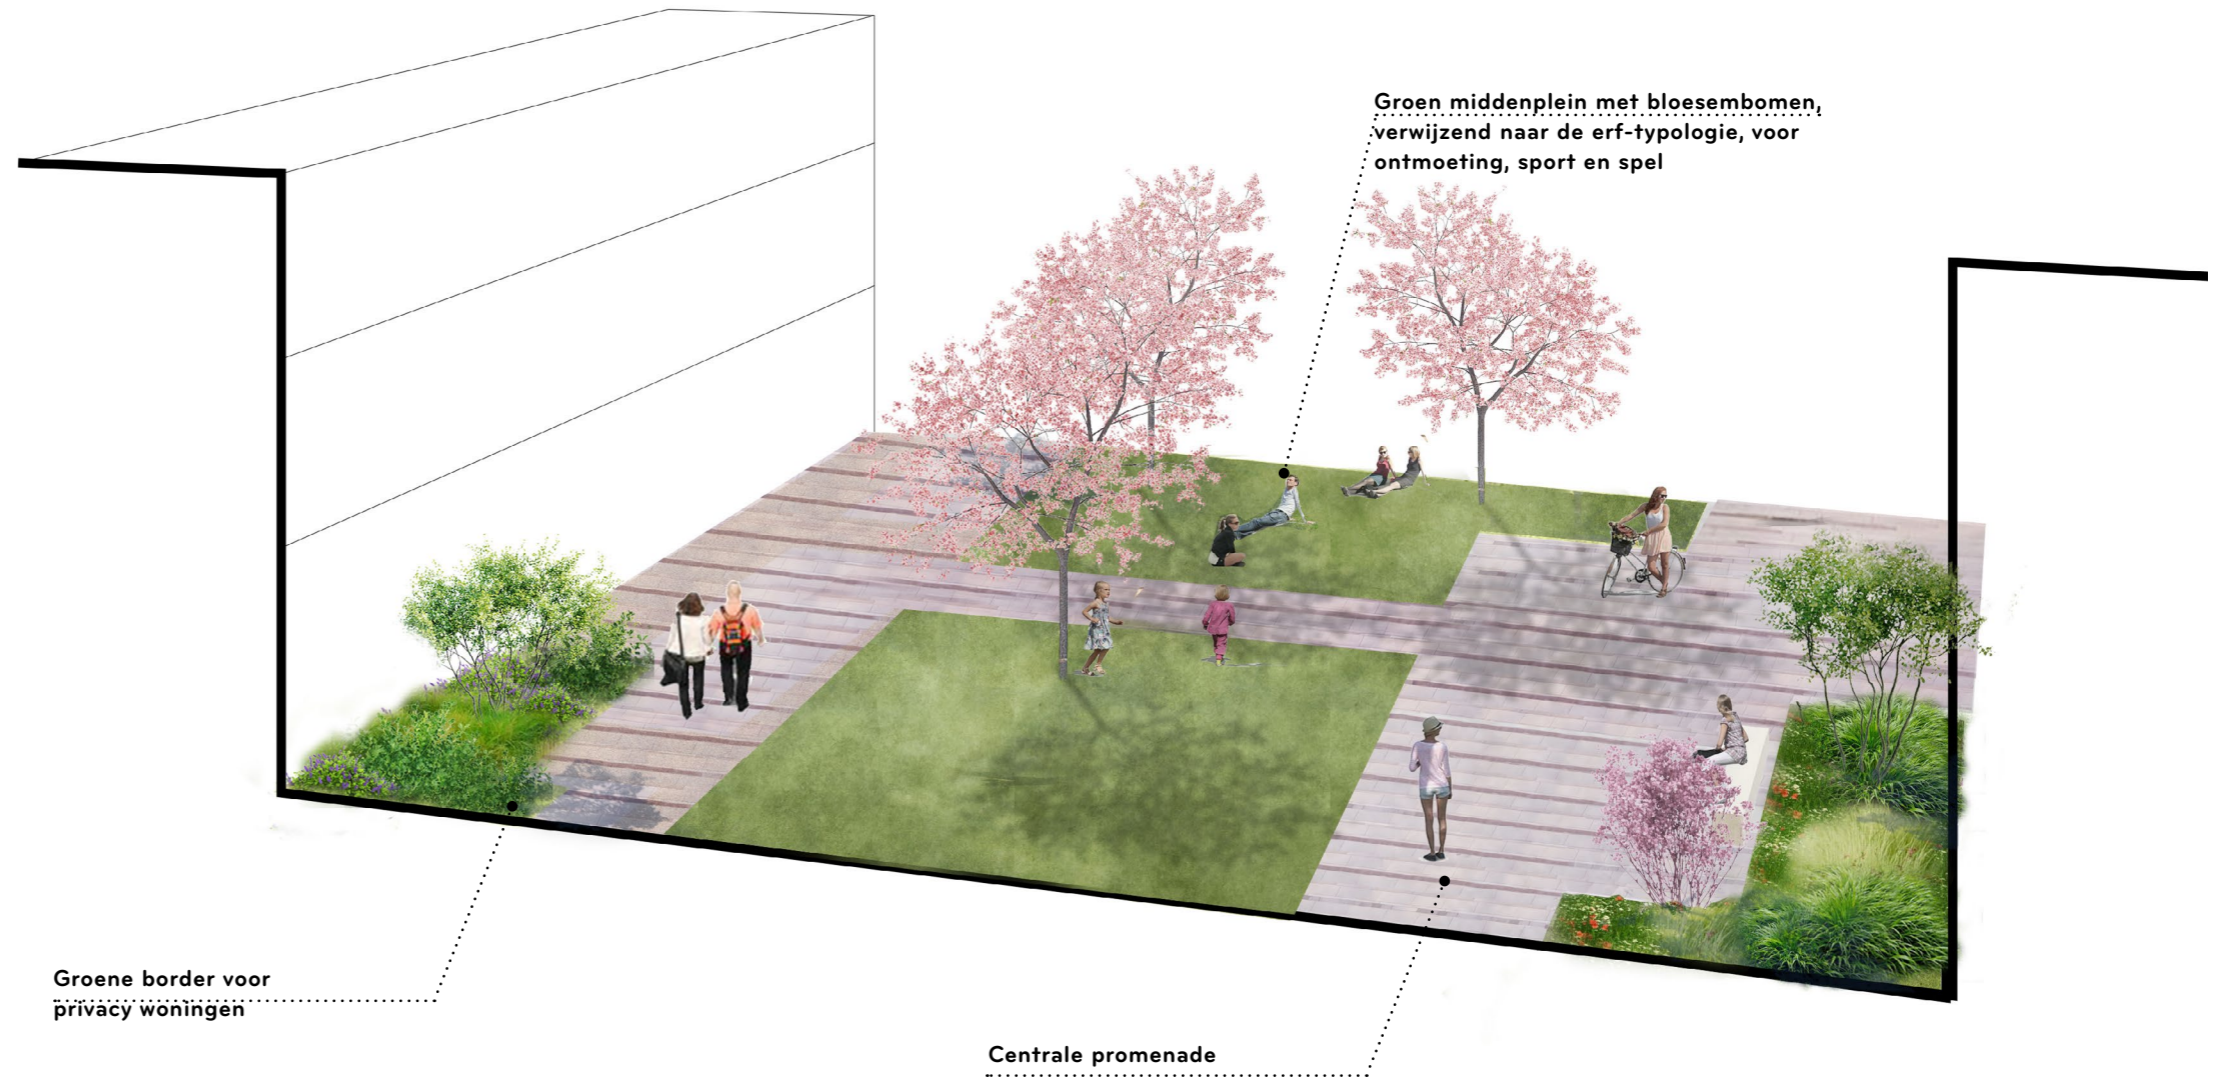 Groen middenplein met bloesembomen,
verwijzend naar de erf-typologie, voor
ontmoeting, sport en spel
Groene border voor
privacy woningen
Centrale promenade